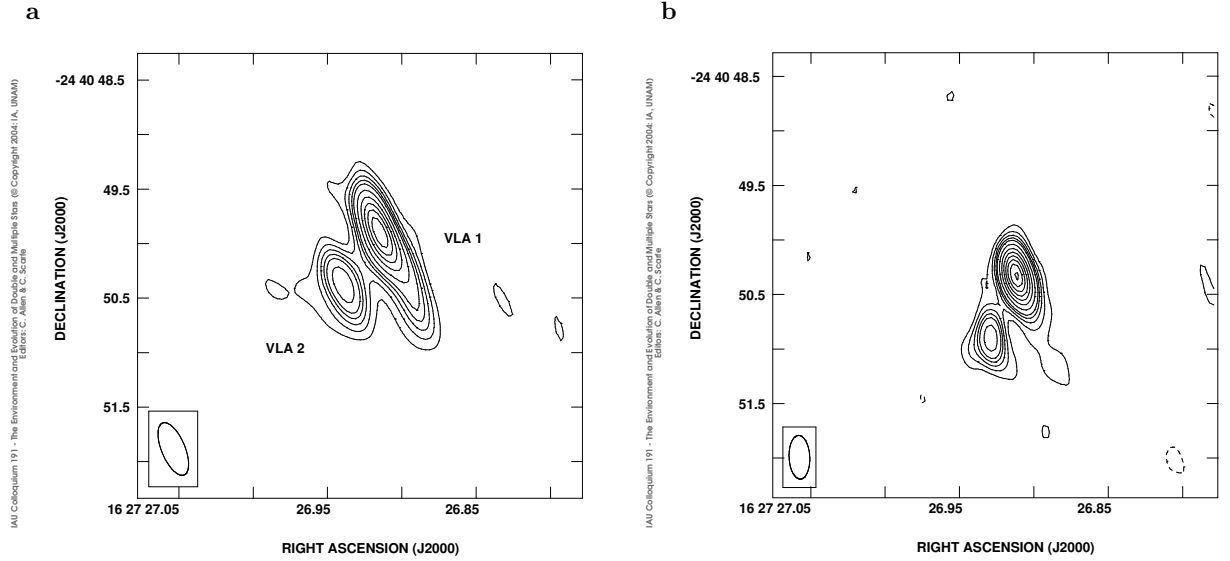 a
b
IAU Colloquium 191 - The Environment and Evolution of Double and Multiple Stars (© Copyright 2004: IA, UNAM)
Editors: C. Allen & C. Scarfe
DECLINATION (J2000)
-24 40 48.5
49.5
50.5
51.5
VLA 1
VLA 2
16 27 27.05
26.95
26.85
RIGHT ASCENSION (J2000)
IAU Colloquium 191 - The Environment and Evolution of Double and Multiple Stars (© Copyright 2004: IA, UNAM)
Editors: C. Allen & C. Scarfe
DECLINATION (J2000)
-24 40 48.5
49.5
50.5
51.5
16 27 27.05
26.95
26.85
RIGHT ASCENSION (J2000)